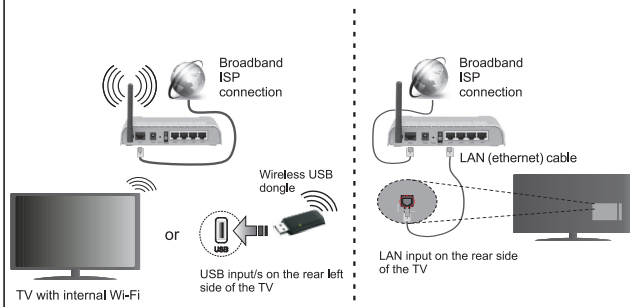 Broadband
ISP
connection
Wireless USB
dongle
or
USB
USB input/s on the rear left
side of the TV
TV with internal Wi-Fi
Broadband
ISP
connection
LAN (ethernet) cable
LAN input on the rear side
of the TV